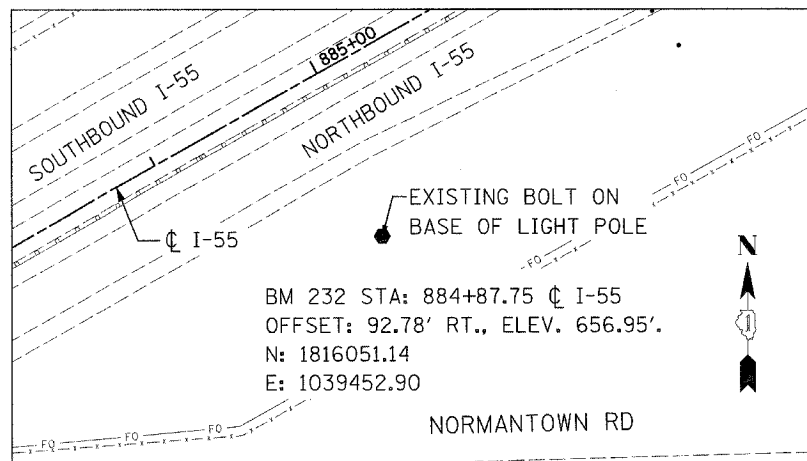 885+00
SOUTHBOUND I-55
NORTHBOUND I-55
FO
EXISTING BOLT ON
BASE OF LIGHT POLE
℄ I-55
FO
N
BM 232 STA: 884+87.75 ℄ I-55
OFFSET: 92.78' RT., ELEV. 656.95'.
N: 1816051.14
E: 1039452.90
1
FO
FO
FO
NORMANTOWN RD